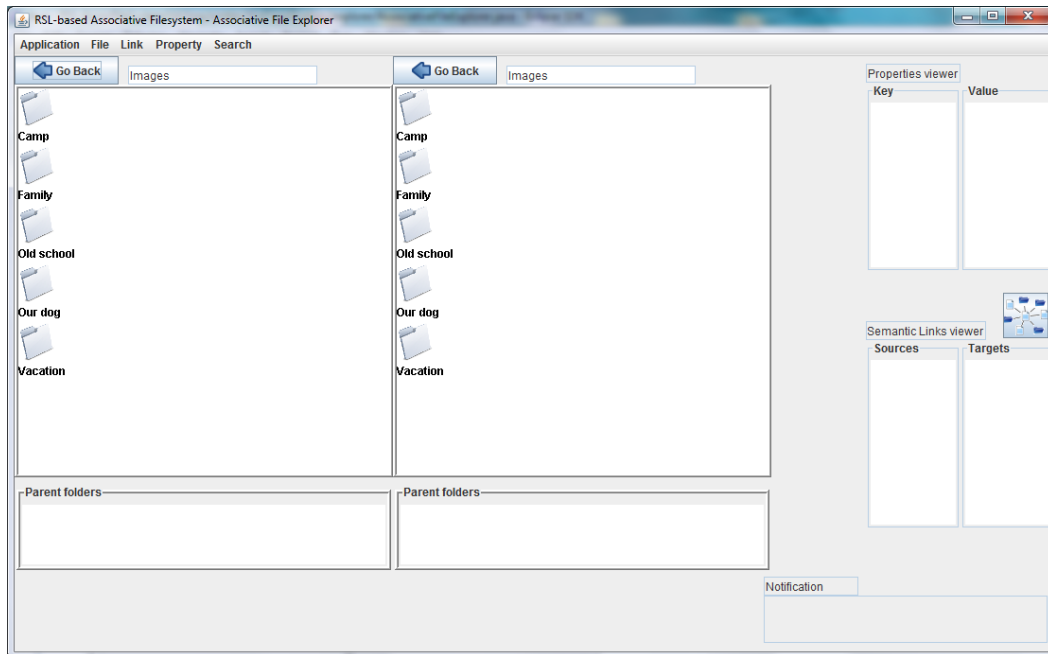 RSL-based Associative Filesystem - Associative File Explorer
Application File Link Property Search
Go Back
Images
Camp
Family
Old school
Our dog
Vacation
Parent folders
Go Back
Images
Camp
Family
Old school
Our dog
Vacation
Parent folders
Properties viewer
Key Value
Semantic Links viewer
Sources Targets
Notification